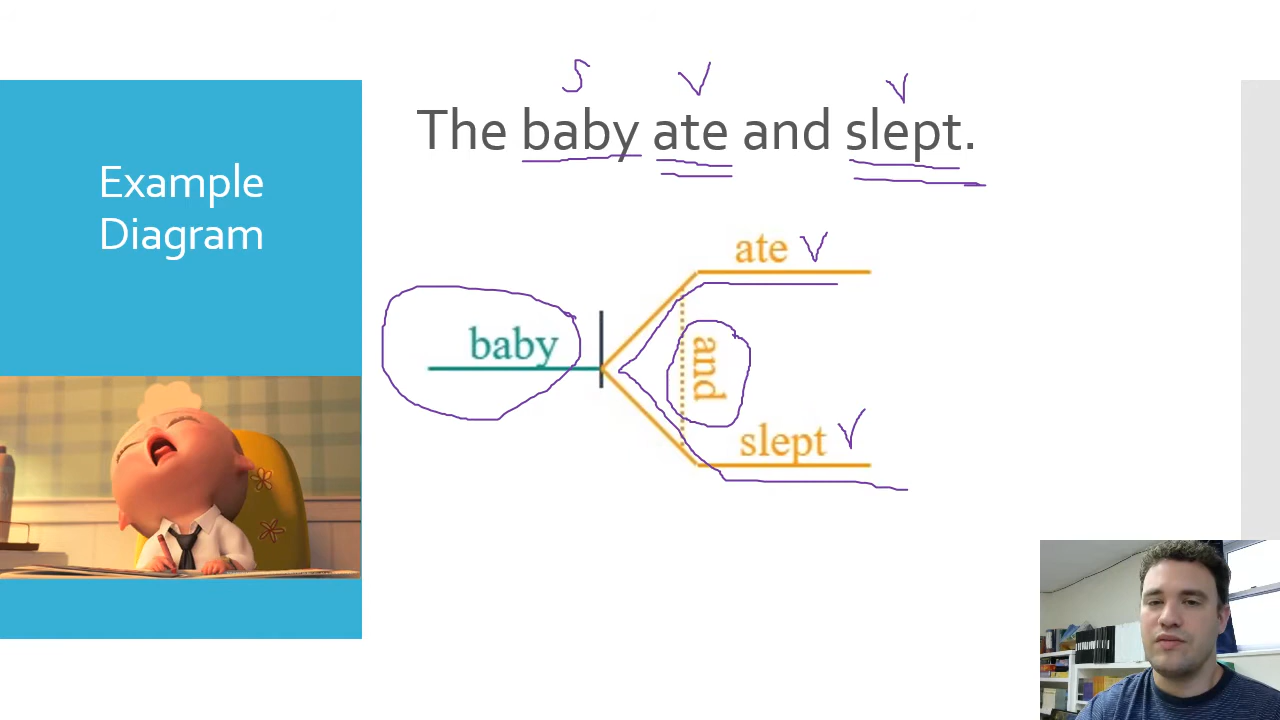 S V V
The baby ate and slept.
Example
Diagram
ate V
baby
and
slept V